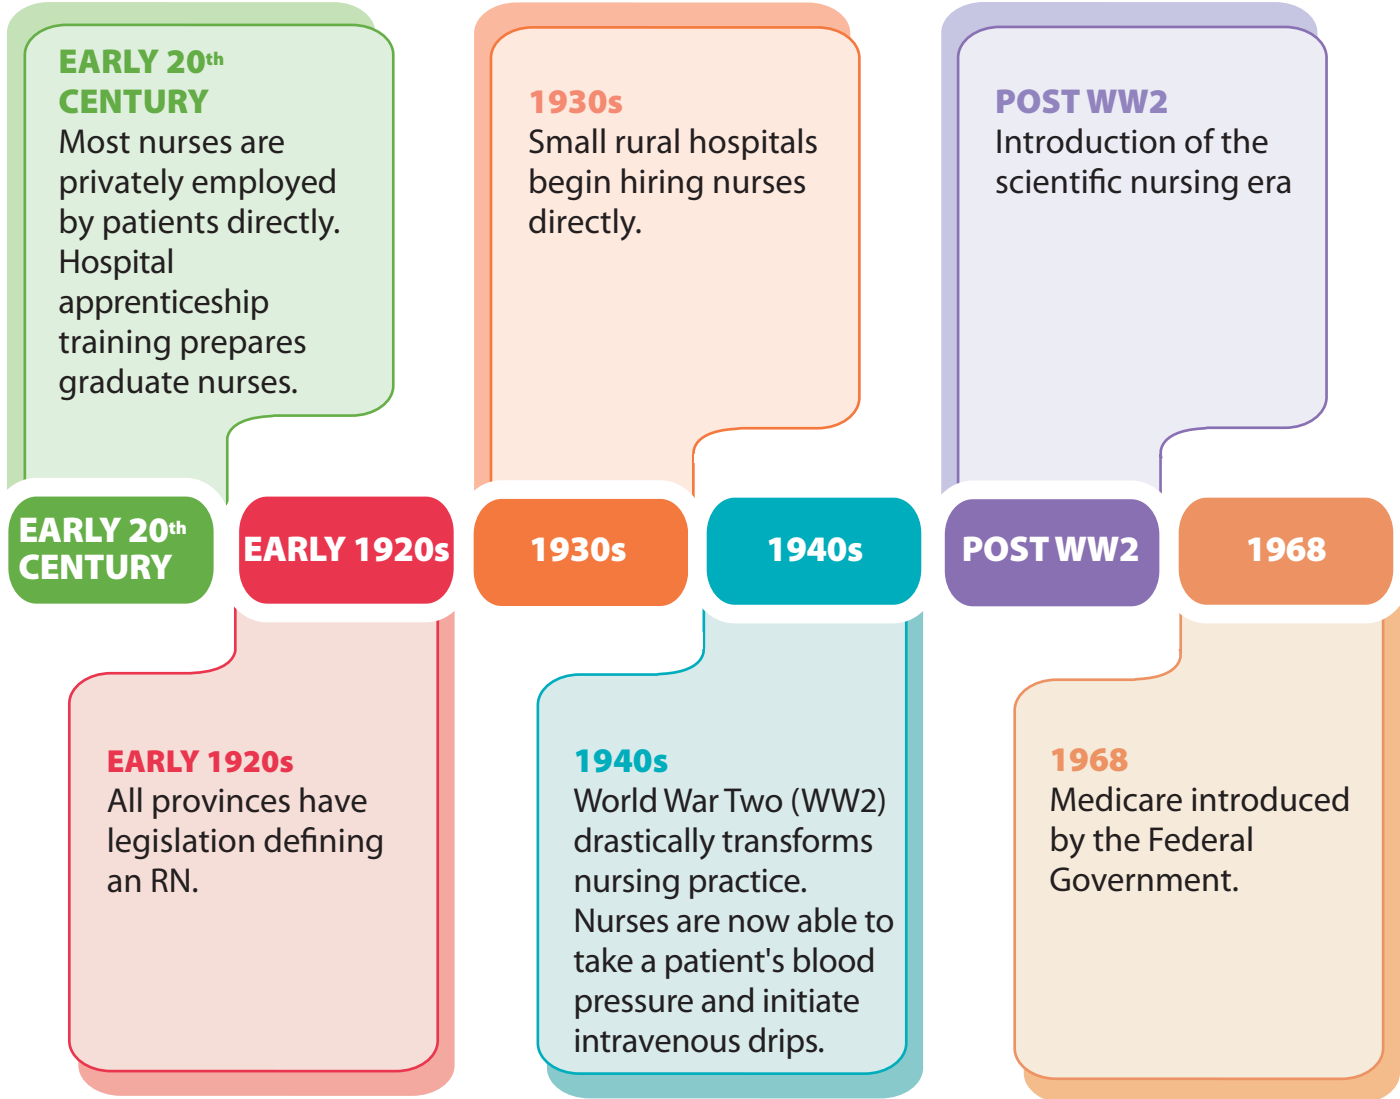 EARLY 20th
CENTURY
Most nurses are
privately employed
by patients directly.
Hospital
apprenticeship
training prepares
graduate nurses.
1930s
Small rural hospitals
begin hiring nurses
directly.
POST WW2
Introduction of the
scientific nursing era
EARLY 20th
CENTURY
EARLY 1920s
1930s
1940s
POST WW2
1968
EARLY 1920s
All provinces have
legislation defining
an RN.
1940s
World War Two (WW2)
drastically transforms
nursing practice.
Nurses are now able to
take a patient's blood
pressure and initiate
intravenous drips.
1968
Medicare introduced
by the Federal
Government.